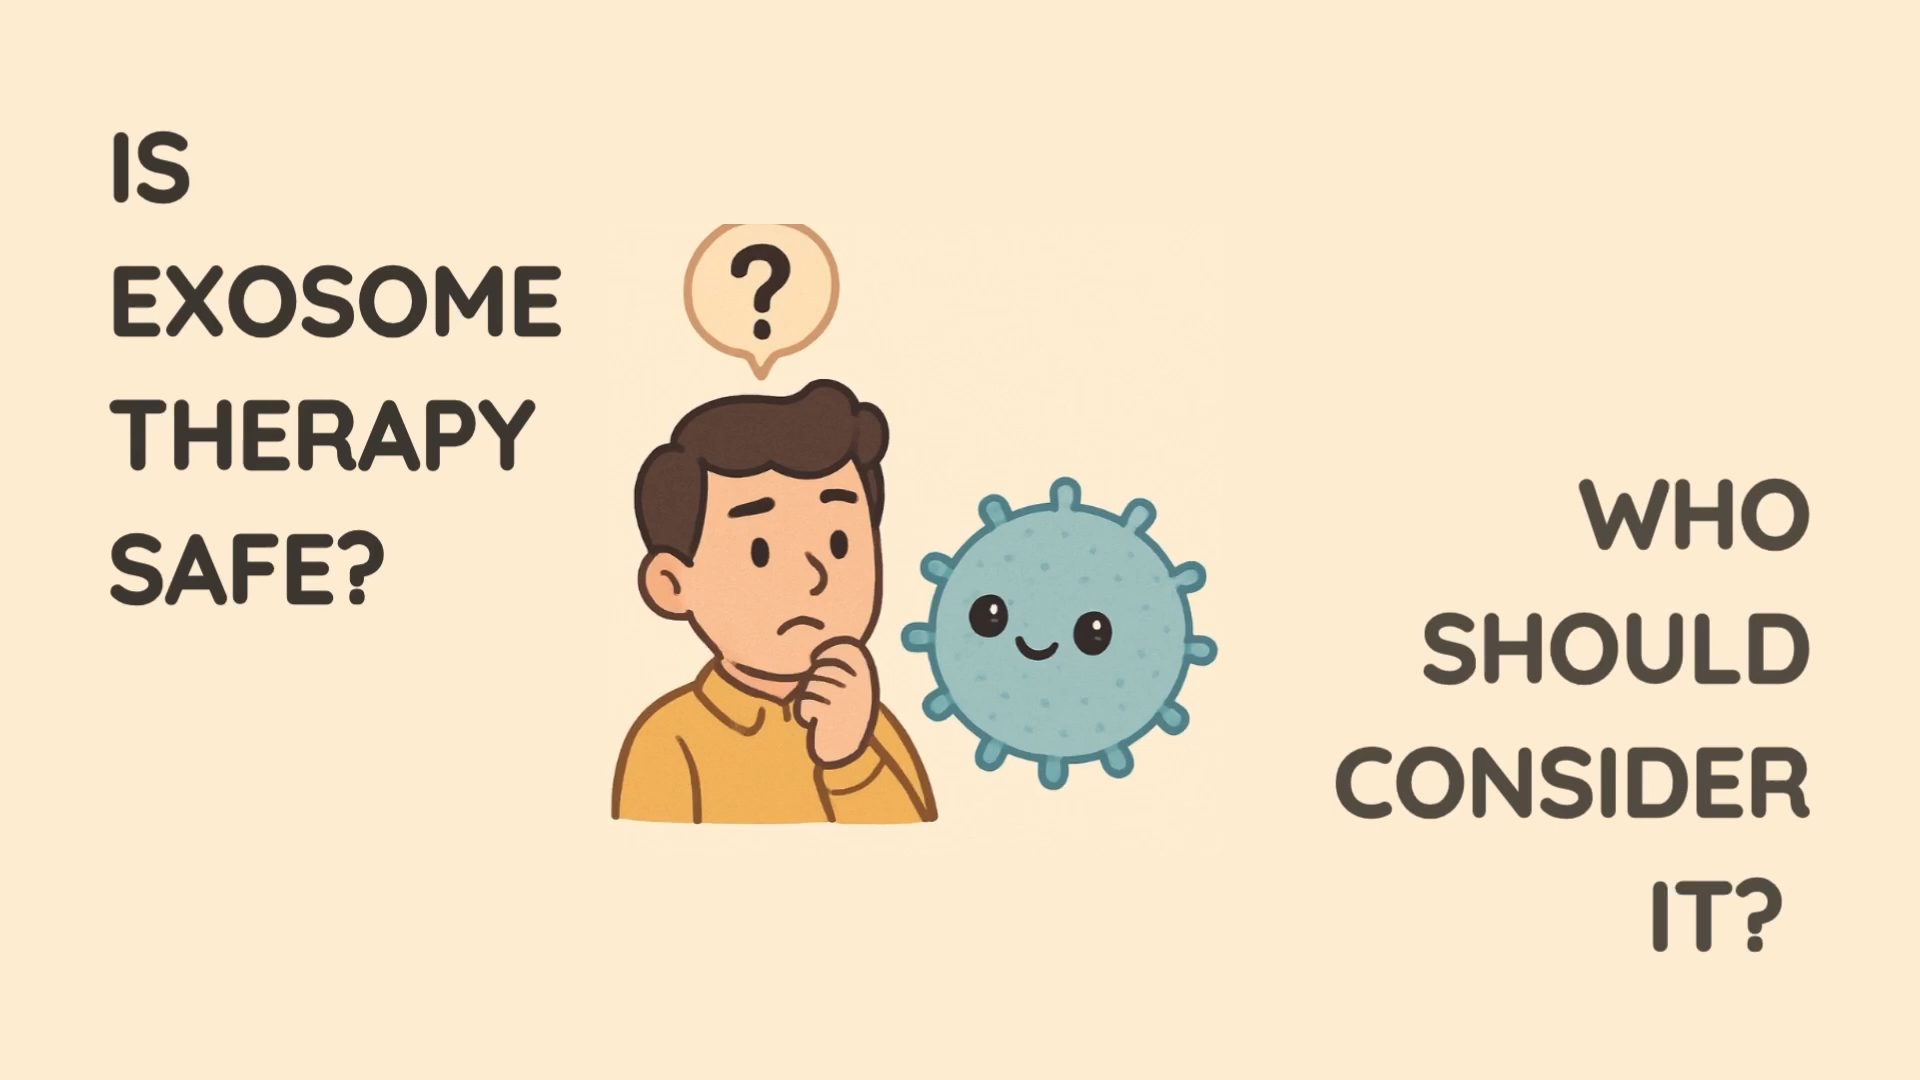 IS
EXOSOME
THERAPY
SAFE?
?
WHO
SHOULD
CONSIDER
IT?